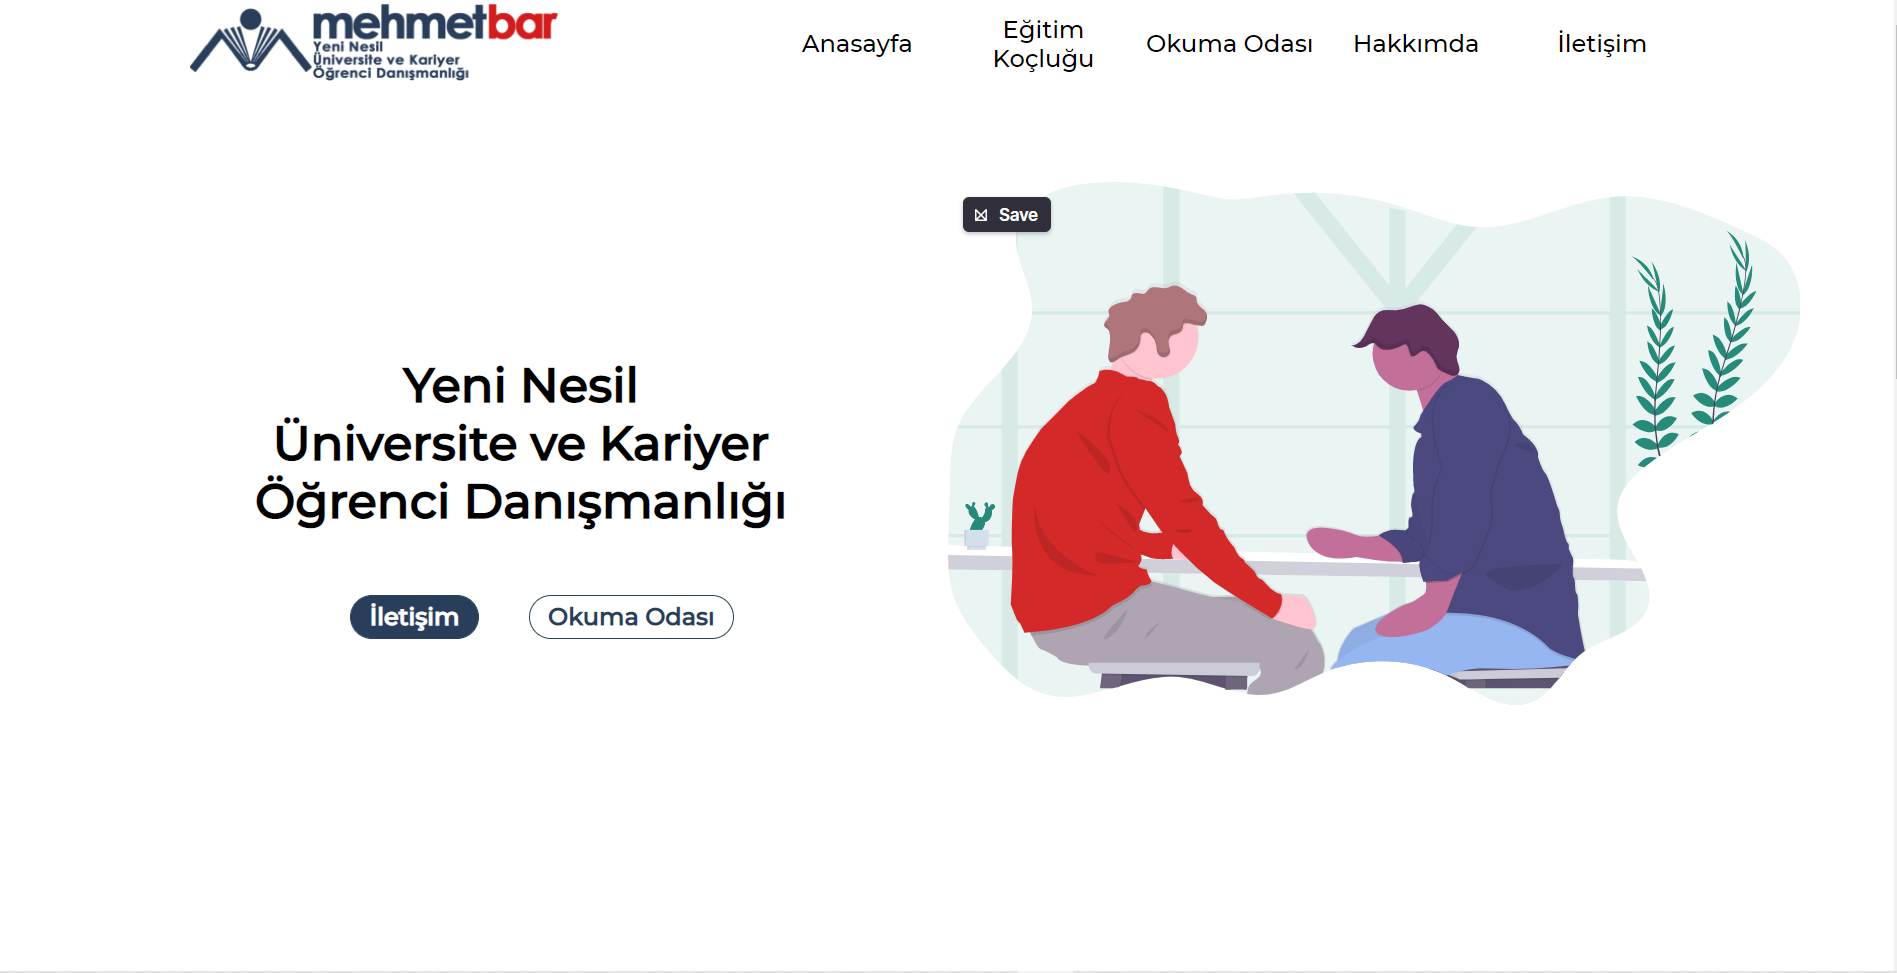 mehmetbar
Yeni Nesil
Üniversite ve Kariyer
Öğrenci Danışmanlığı
Anasayfa
Eğitim
Koçluğu
Okuma Odası
Hakkımda
İletişim
Save
Yeni Nesil
Üniversite ve Kariyer
Öğrenci Danışmanlığı
İletişim
Okuma Odası